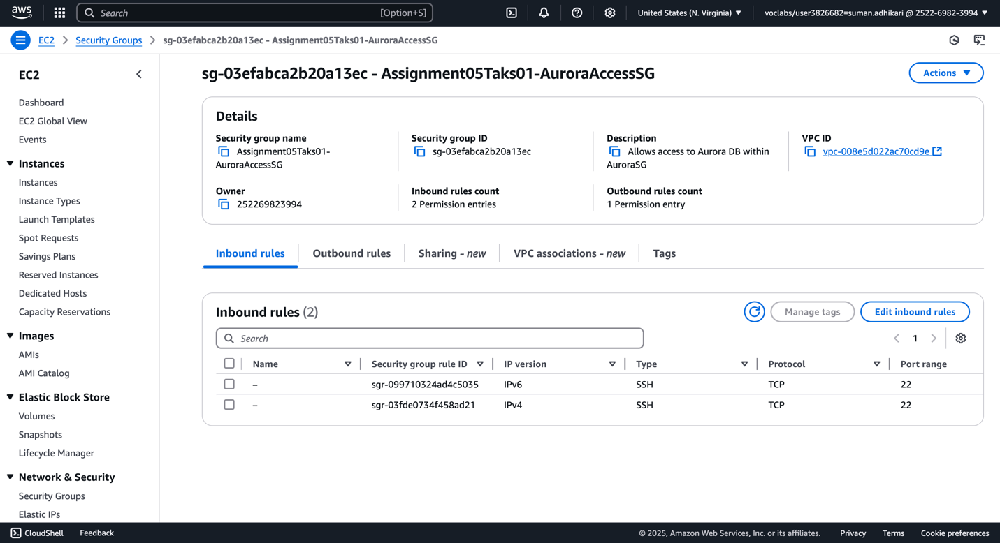 aws
Search [Option+S]
United States (N. Virginia)
voclabs/user3826682=suman.adhikari @ 2522-6982-3994
EC2
Security Groups
sg-03efabca2b20a13ec - Assignment05Taks01-AuroraAccessSG
EC2
Dashboard
EC2 Global View
Events
Instances
Instances
Instance Types
Launch Templates
Spot Requests
Savings Plans
Reserved Instances
Dedicated Hosts
Capacity Reservations
Images
AMIs
AMI Catalog
Elastic Block Store
Volumes
Snapshots
Lifecycle Manager
Network & Security
Security Groups
Elastic IPs
sg-03efabca2b20a13ec - Assignment05Taks01-AuroraAccessSG
Actions
Details
Security group name
Assignment05Taks01-
AuroraAccessSG
Security group ID
sg-03efabca2b20a13ec
Description
Allows access to Aurora DB within
AuroraSG
VPC ID
vpc-008e5d022ac70cd9e
Owner
252269823994
Inbound rules count
2 Permission entries
Outbound rules count
1 Permission entry
Inbound rules
Outbound rules
Sharing - new
VPC associations - new
Tags
Inbound rules (2)
Manage tags
Edit inbound rules
Search
1
Name Security group rule ID IP version Type Protocol Port range
– sgr-099710324ad4c5035 IPv6 SSH TCP 22
– sgr-03fde0734f458ad21 IPv4 SSH TCP 22
CloudShell
Feedback
© 2025, Amazon Web Services, Inc. or its affiliates.
Privacy
Terms
Cookie preferences